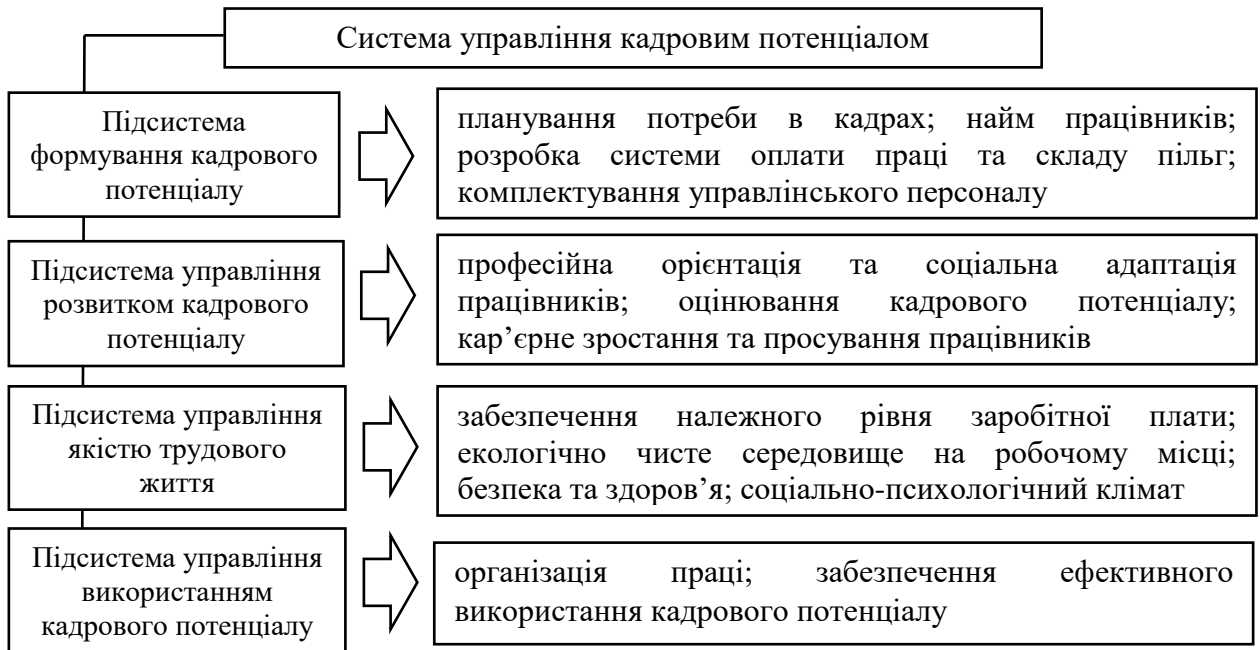 Система управління кадровим потенціалом
Підсистема
формування кадрового
потенціалу
планування потреби в кадрах; найм працівників;
розробка системи оплати праці та складу пільг;
комплектування управлінського персоналу
Підсистема управління
розвитком кадрового
потенціалу
професійна орієнтація та соціальна адаптація
працівників; оцінювання кадрового потенціалу;
кар’єрне зростання та просування працівників
Підсистема управління
якістю трудового
життя
забезпечення належного рівня заробітної плати;
екологічно чисте середовище на робочому місці;
безпека та здоров’я; соціально-психологічний клімат
Підсистема управління
використанням
кадрового потенціалу
організація праці; забезпечення ефективного
використання кадрового потенціалу